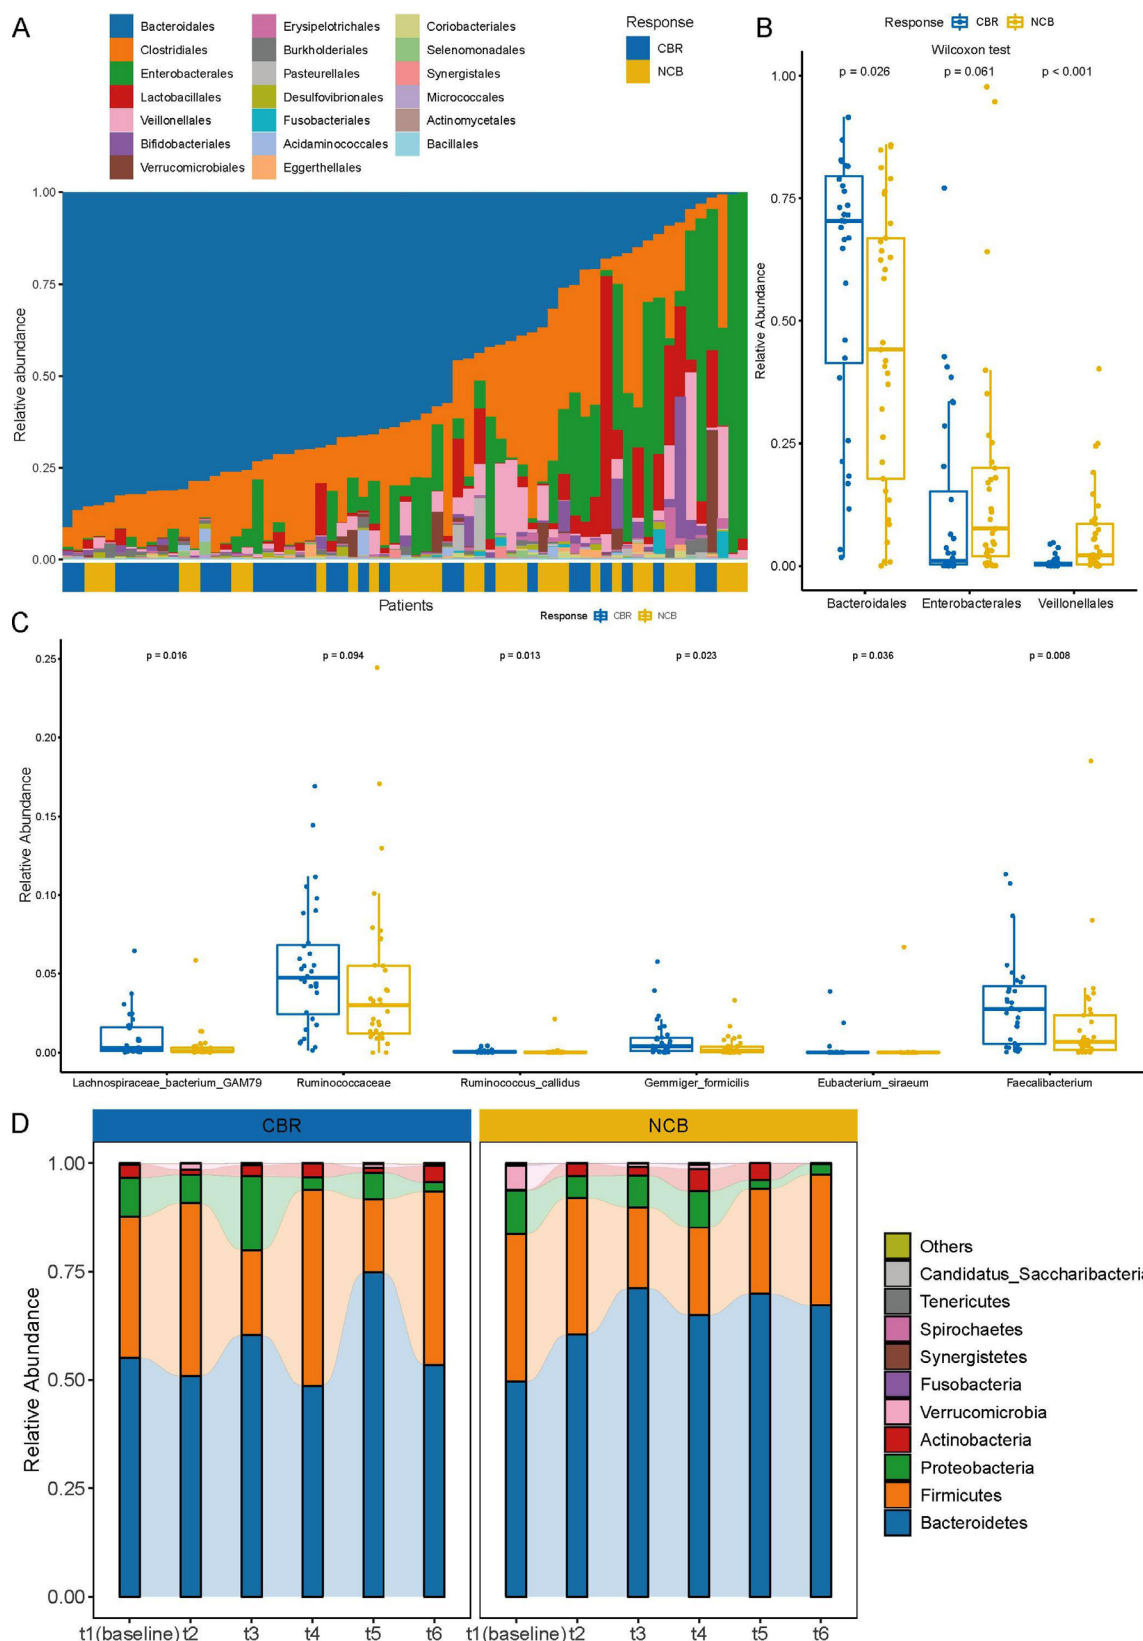 A
Bacteroidales
Clostridiales
Enterobacterales
Lactobacillales
Veillonellales
Bifidobacteriales
Verrucomicrobiales
Erysipelotrichales
Burkholderiales
Pasteurellales
Desulfovibrionales
Fusobacteriales
Acidaminococcales
Eggerthellales
Coriobacteriales
Selenomonadales
Synergistales
Micrococcales
Actinomycetales
Bacillales
Response
CBR
NCB
1.00
0.75
0.50
0.25
0.00
Relative abundance
Patients
B
Response CBR NCB
Wilcoxon test
p = 0.026 p = 0.061 p < 0.001
1.00
0.75
0.50
0.25
0.00
Relative Abundance
Bacteroidales Enterobacterales Veillonellales
C
Response CBR NCB
p = 0.016 p = 0.094 p = 0.013 p = 0.023 p = 0.036 p = 0.008
0.25
0.20
0.15
0.10
0.05
0.00
Relative Abundance
Lachnospiraceae_bacterium_GAM79 Ruminococcaceae Ruminococcus_callidus Gemmiger_formicilis Eubacterium_siraeum Faecalibacterium
D
CBR NCB
1.00
0.75
0.50
0.25
0.00
Relative Abundance
t1(baseline) t2 t3 t4 t5 t6 t1(baseline) t2 t3 t4 t5 t6
Others
Candidatus_Saccharibacteria
Tenericutes
Spirochaetes
Synergistetes
Fusobacteria
Verrucomicrobia
Actinobacteria
Proteobacteria
Firmicutes
Bacteroidetes